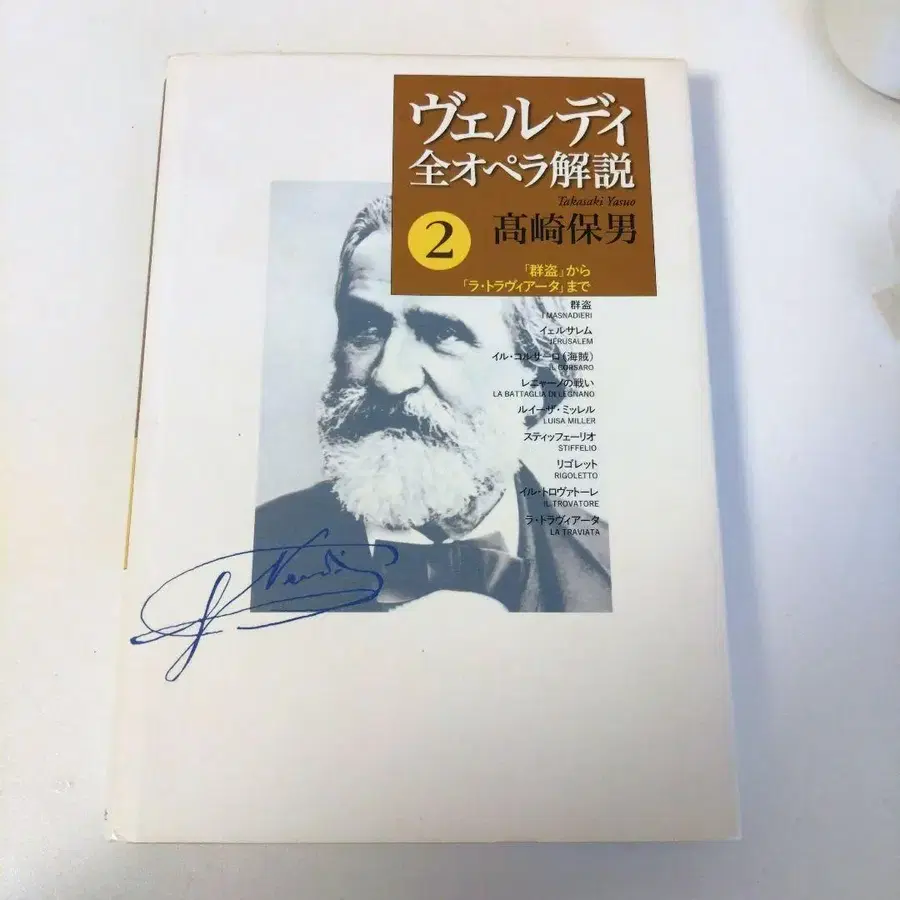 ヴェルディ
全オペラ解説
Takasaki Yasuo
2 髙崎保男
「群盗」から
「ラ・トラヴィアータ」まで
群盗
I MASNADIERI
イェルサレム
JÉRUSALEM
イル・コルサーロ(海賊)
IL CORSARO
レニャーノの戦い
LA BATTAGLIA DI LEGNANO
ルイーザ・ミッレル
LUISA MILLER
スティッフェーリオ
STIFFELIO
リゴレット
RIGOLETTO
イル・トロヴァトーレ
IL TROVATORE
ラ・トラヴィアータ
LA TRAVIATA
Verdi